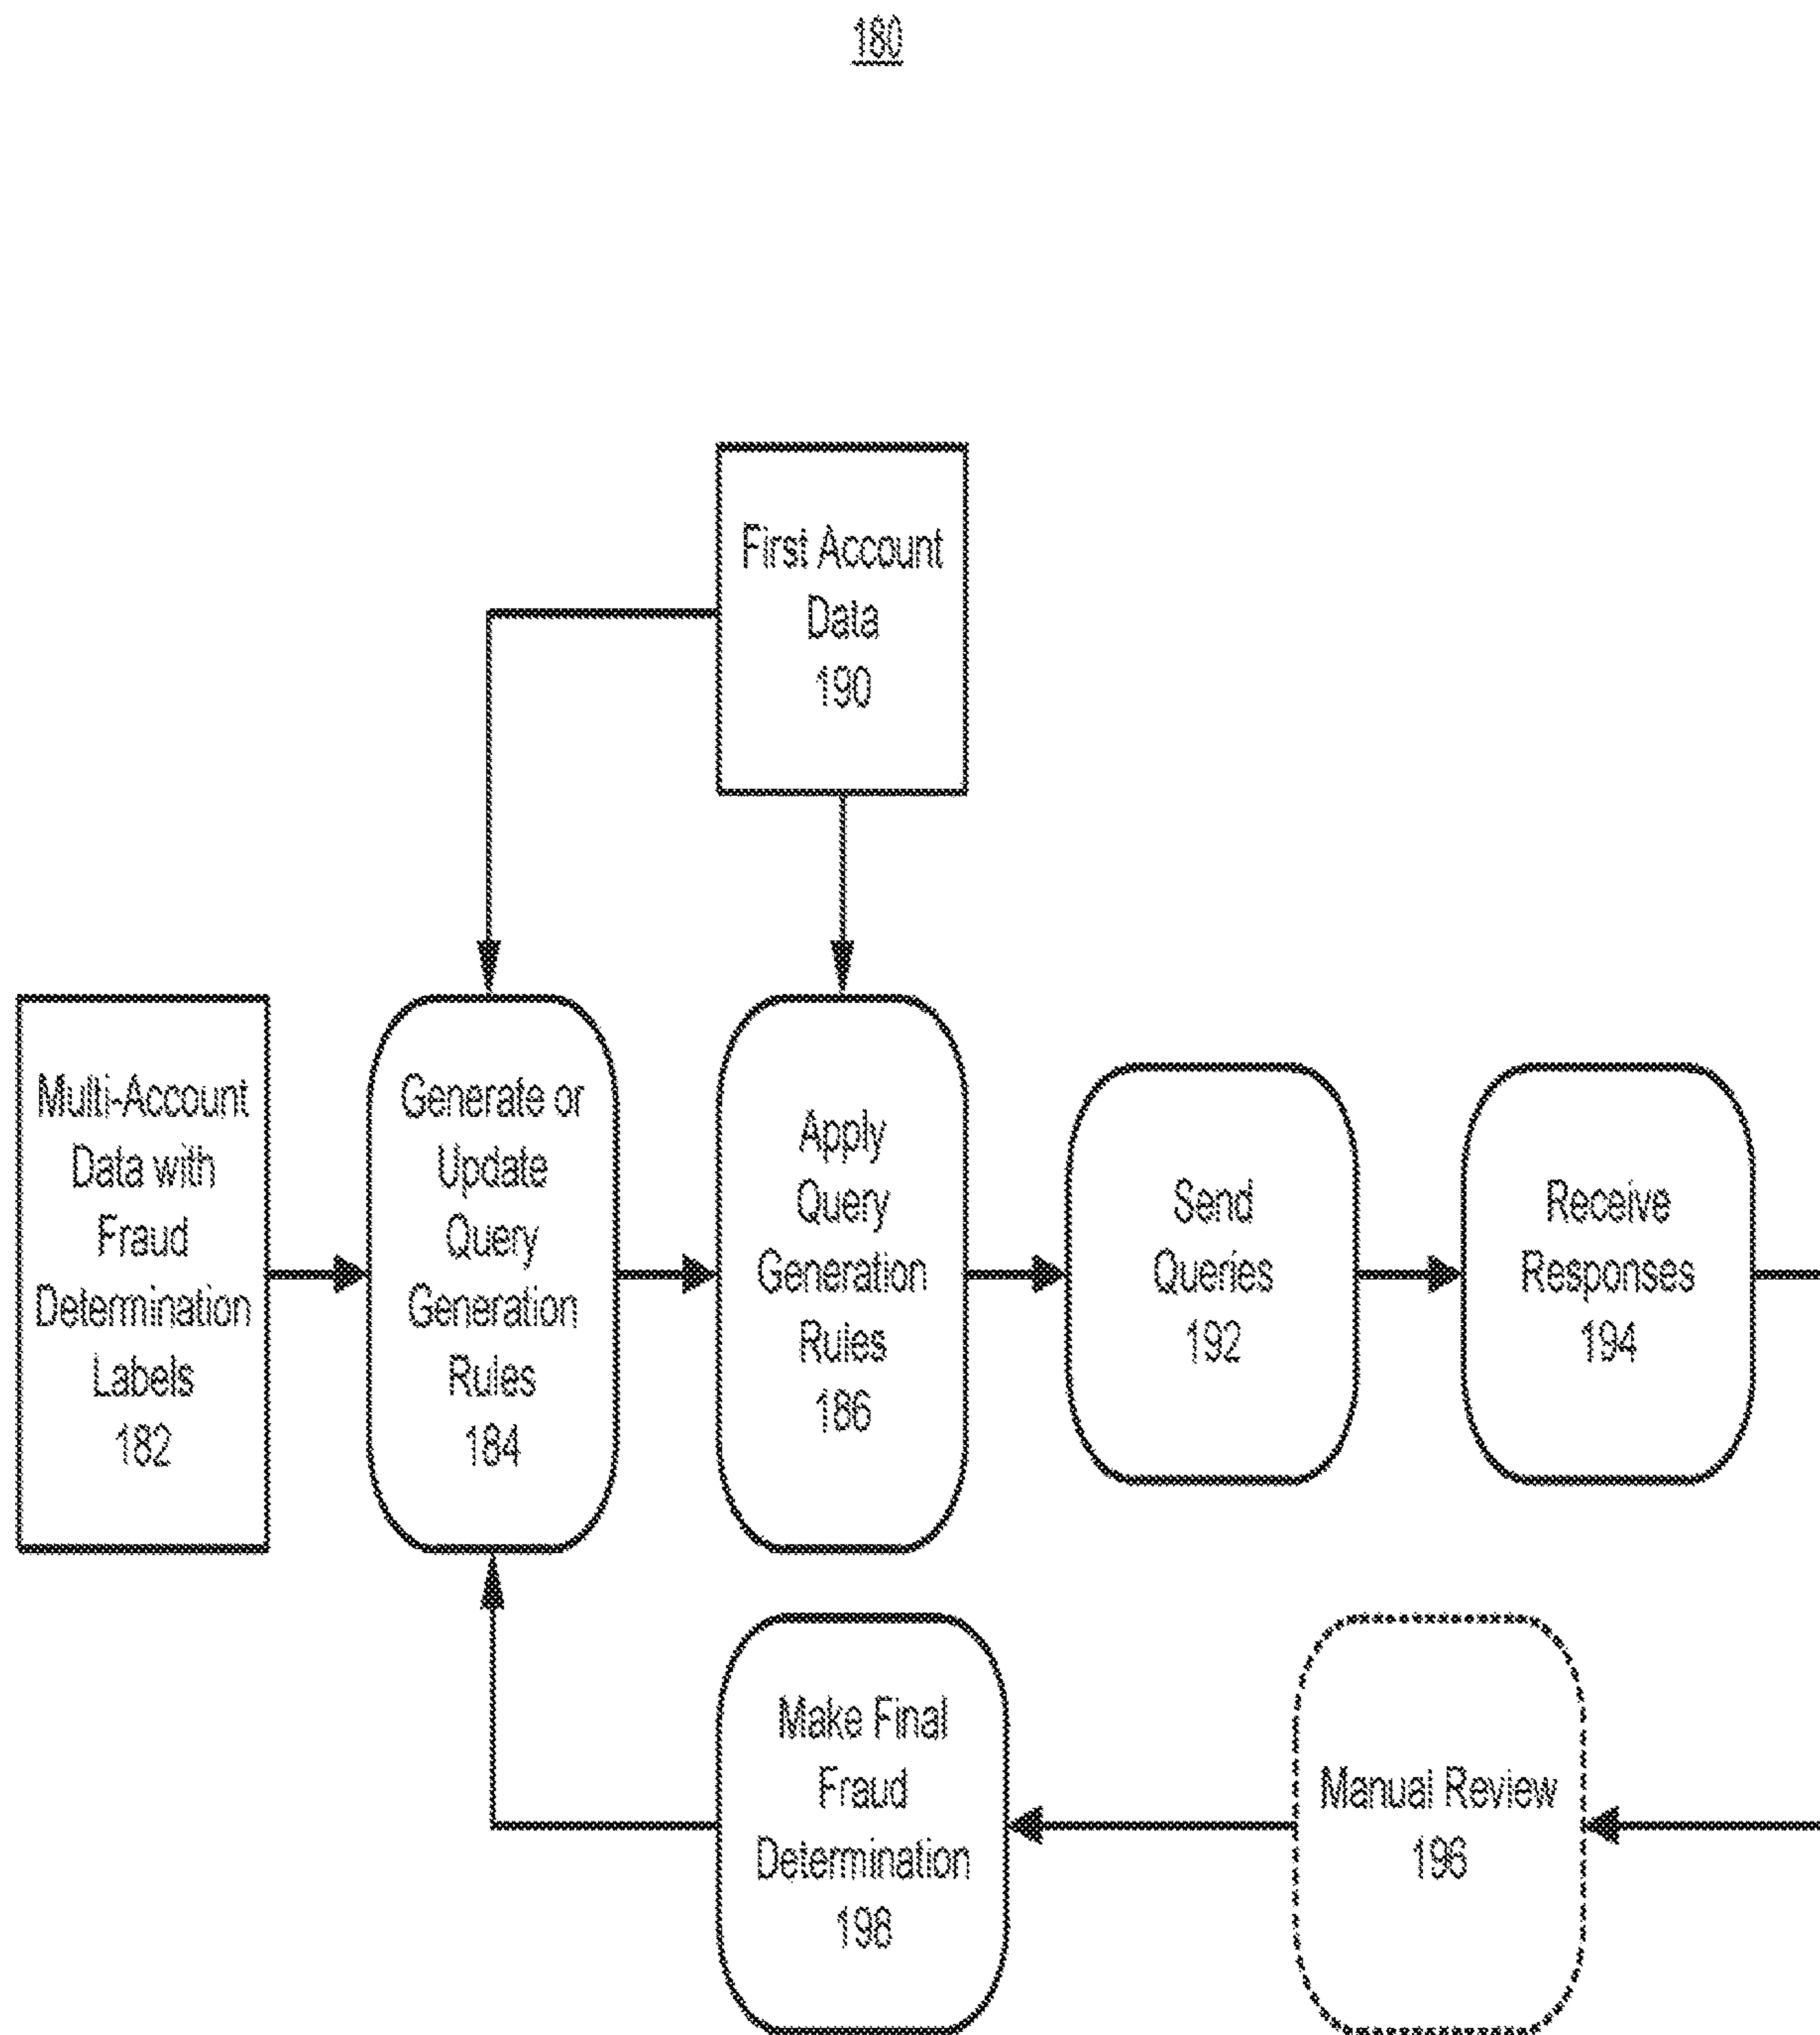 180
First Account
Data
190
Multi-Account
Data with
Fraud
Determination
Labels
182
Generate or
Update
Query
Generation
Rules
184
Apply
Query
Generation
Rules
186
Send
Queries
192
Receive
Responses
194
Make Final
Fraud
Determination
198
Manual Review
196